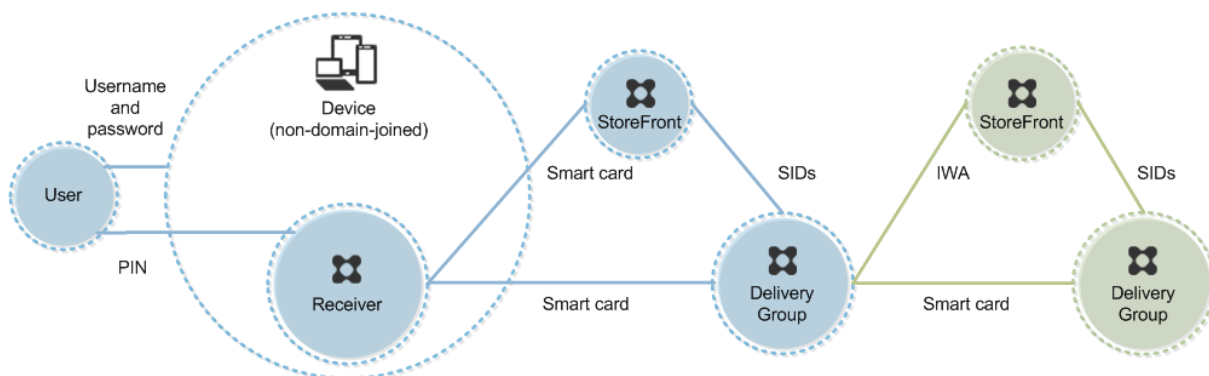 Username
and
password
User
PIN
Device
(non-domain-joined)
Receiver
StoreFront
Smart card
SIDs
Smart card
Delivery
Group
StoreFront
IWA
SIDs
Smart card
Delivery
Group